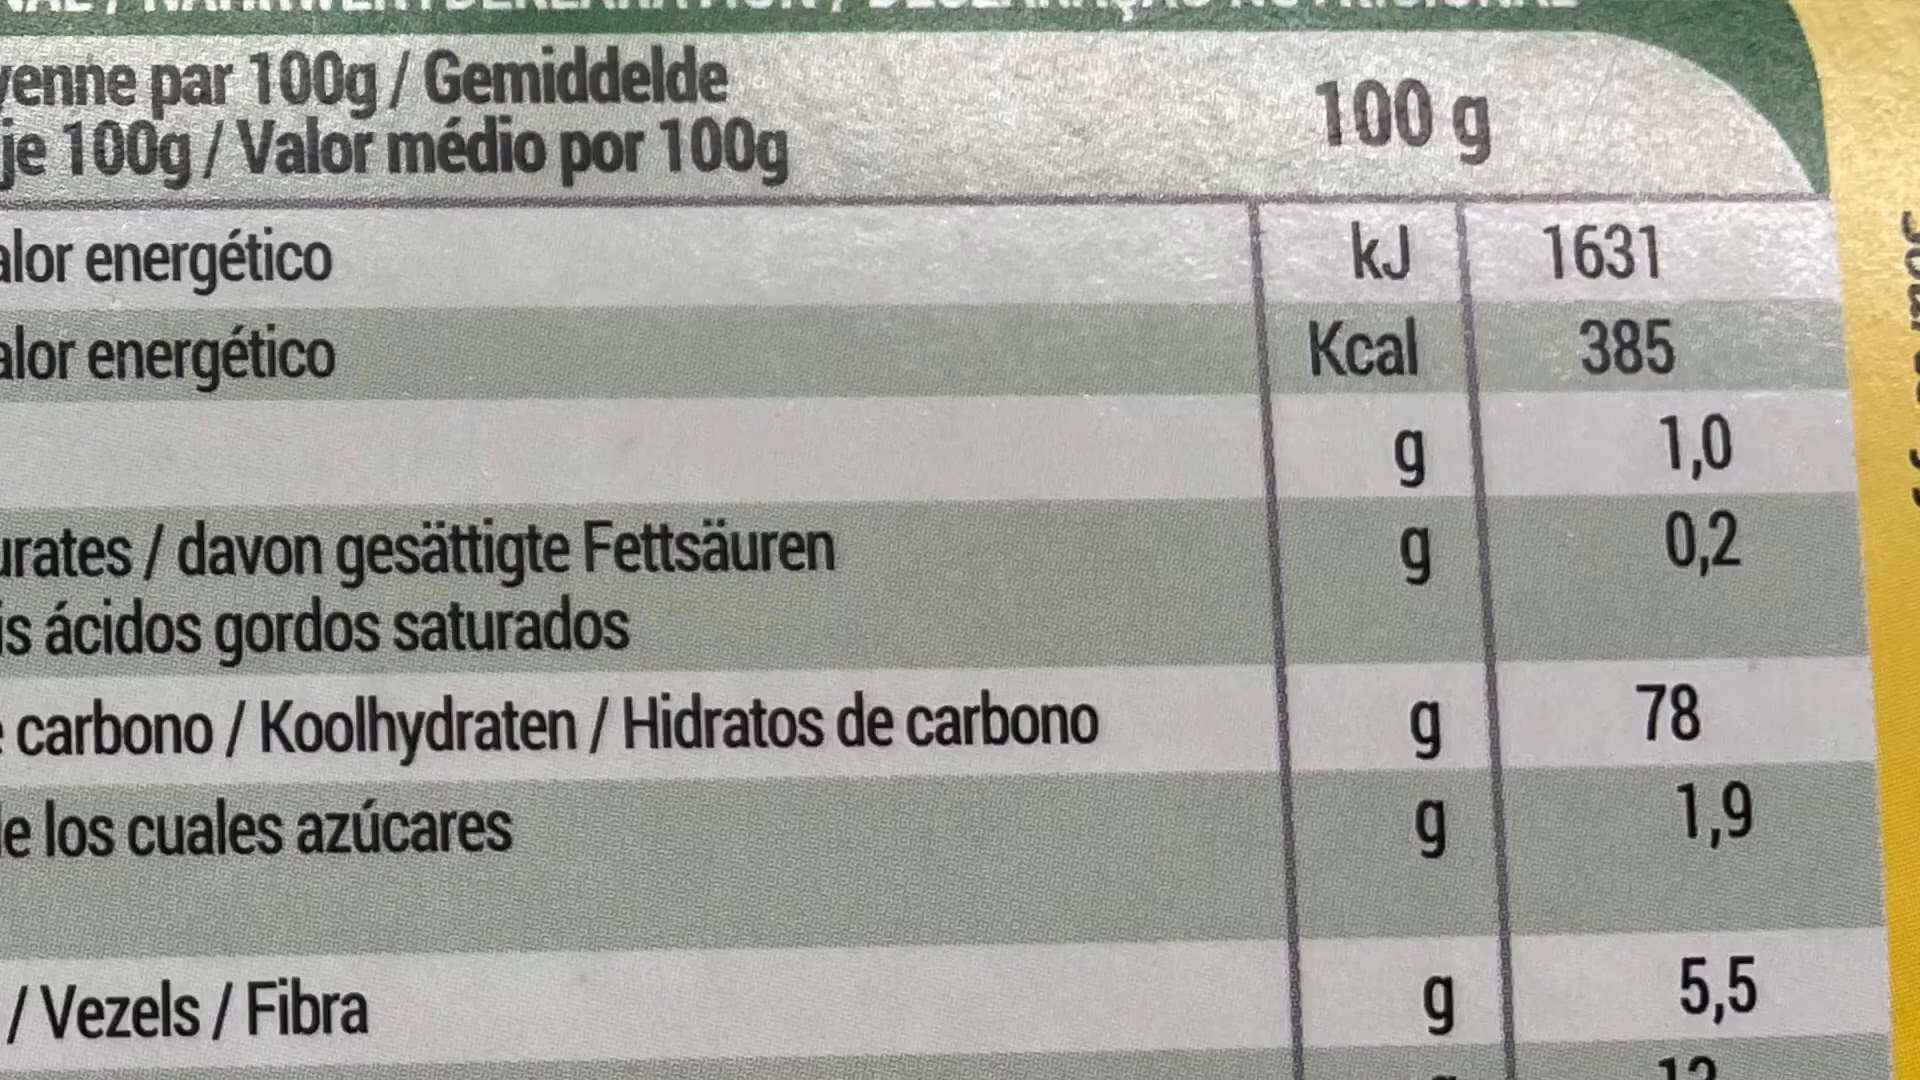 yenne par 100g / Gemiddelde
je 100g / Valor médio por 100g
100 g
alor energético kJ 1631
alor energético Kcal 385
g 1,0
urates / davon gesättigte Fettsäuren g 0,2
is ácidos gordos saturados
carbono / Koolhydraten / Hidratos de carbono g 78
de los cuales azúcares g 1,9
/ Vezels / Fibra g 5,5